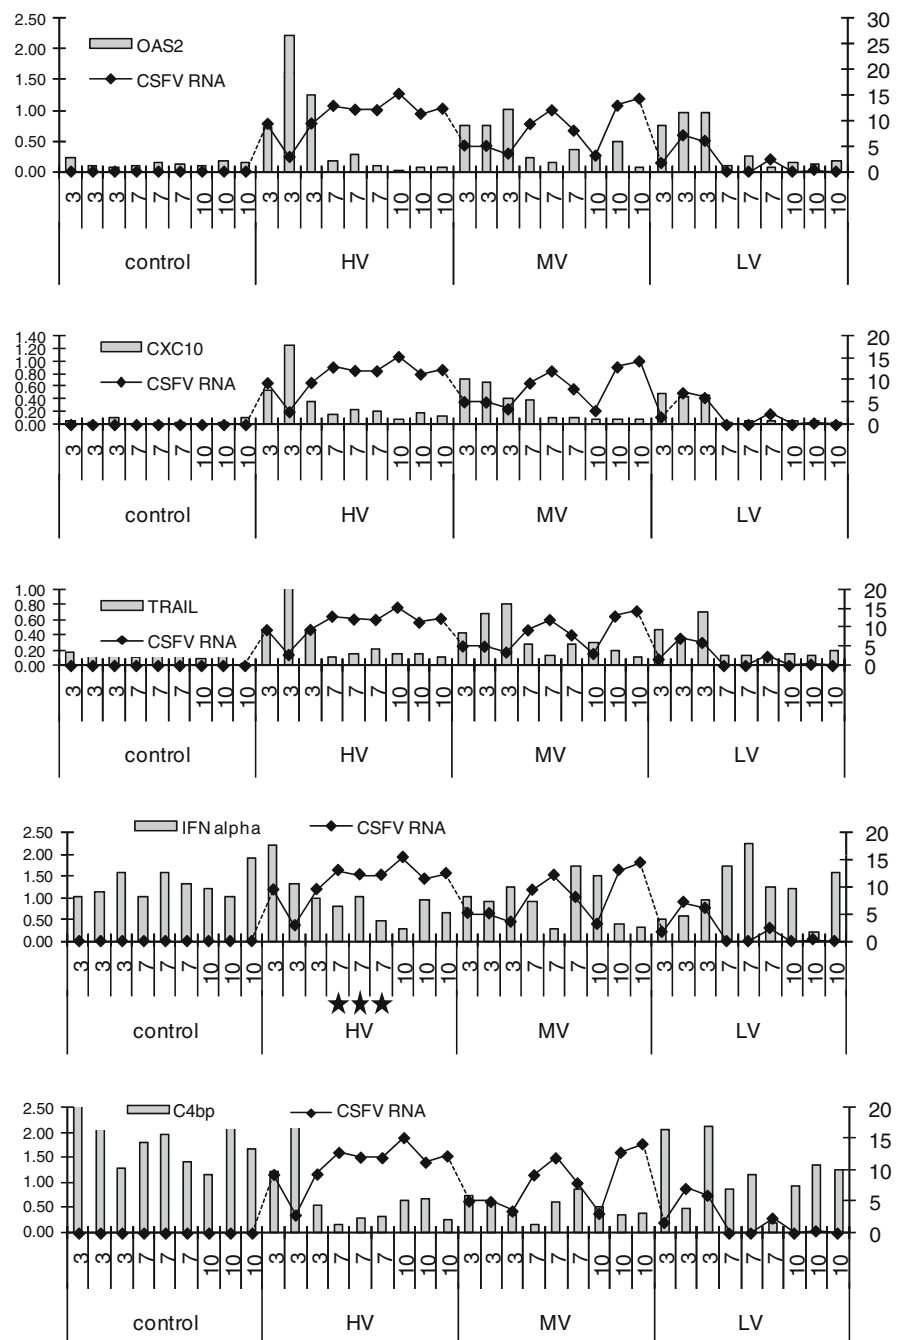 2.50 30
25
2.00 OAS2
20
1.50 CSFV RNA
15
1.00
10
0.50
5
0.00 0
3 3 3 7 7 7 10 10 10 3 3 3 7 7 7 10 10 10 3 3 3 7 7 7 10 10 10 3 3 3 7 7 7 10 10 10
control HV MV LV
1.40 20
1.20 CXC10
1.00 15
0.80 CSFV RNA
0.60 10
0.40
0.20 5
0.00 0
3 3 3 7 7 7 10 10 10 3 3 3 7 7 7 10 10 10 3 3 3 7 7 7 10 10 10 3 3 3 7 7 7 10 10 10
control HV MV LV
1.00 20
0.80 TRAIL
15
0.60
10
0.40 CSFV RNA
0.20 5
0.00 0
3 3 3 7 7 7 10 10 10 3 3 3 7 7 7 10 10 10 3 3 3 7 7 7 10 10 10 3 3 3 7 7 7 10 10 10
control HV MV LV
IFN alpha CSFV RNA
2.50 20
2.00
15
1.50
10
1.00
0.50 5
0.00 0
3 3 3 7 7 7 10 10 10 3 3 3 7 7 7 10 10 10 3 3 3 7 7 7 10 10 10 3 3 3 7 7 7 10 10 10
★★★
control HV MV LV
2.50 C4bp CSFV RNA 20
2.00
15
1.50
10
1.00
0.50 5
0.00 0
3 3 3 7 7 7 10 10 10 3 3 3 7 7 7 10 10 10 3 3 3 7 7 7 10 10 10 3 3 3 7 7 7 10 10 10
control HV MV LV